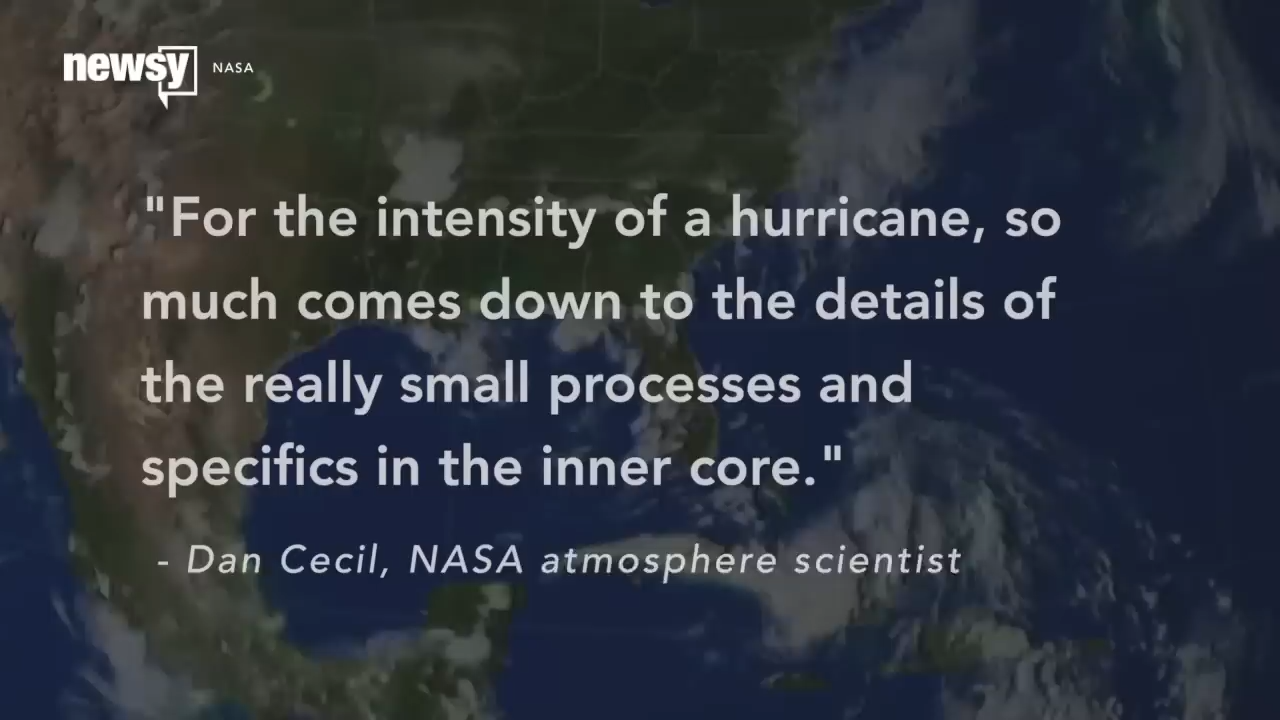 newsy NASA
"For the intensity of a hurricane, so
much comes down to the details of
the really small processes and
specifics in the inner core."
- Dan Cecil, NASA atmosphere scientist